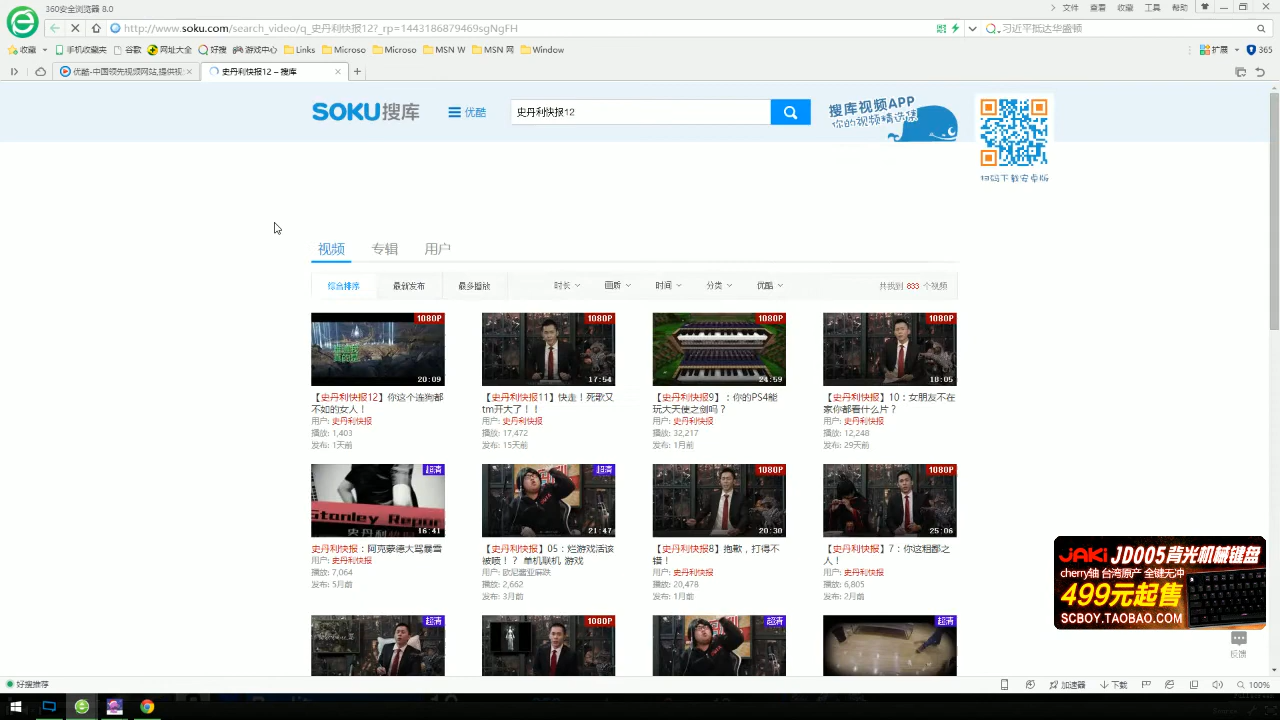 360安全浏览器 8.0
文件 查看 收藏 工具 帮助
http://www.soku.com/search_video/q_史丹利快报12?_rp=1443186879469sgNgFH
习近平抵达华盛顿
收藏 手机收藏夹 谷歌 网址大全 好搜 游戏中心 Links Microso Microso MSN W MSN 网 Window
扩展 365
优酷-中国领先视频网站,提供视频 史丹利快报12 – 搜库
SOKU搜库 优酷 史丹利快报12
搜库视频APP
你的视频精选集
扫码下载安卓版
视频 专辑 用户
综合排序 最新发布 最多播放 时长 画质 时间 分类 优酷 共找到 833 个视频
1080P 1080P 1080P 1080P
20:09 17:54 24:59 18:05
【史丹利快报12】你这个连狗都不如的女人！
用户: 史丹利快报
播放: 1,403
发布: 1天前
【史丹利快报11】快走！死歌又tm开大了！！
用户: 史丹利快报
播放: 17,472
发布: 15天前
【史丹利快报9】：你的PS4能玩大天使之剑吗？
用户: 史丹利快报
播放: 32,217
发布: 1月前
【史丹利快报】10：女朋友不在家你都看什么片？
用户: 史丹利快报
播放: 12,248
发布: 29天前
超清 超清 1080P 1080P
Stanley Repor
史丹利快报
16:41 21:47 20:30 25:06
史丹利快报：阿克蒙德大骂暴雪
用户: 史丹利快报
播放: 7,064
发布: 5月前
【史丹利快报】05：烂游戏活该被喷！？ 单机联机 游戏
播放: 2,662
发布: 3月前
【史丹利快报8】抱歉，打得不错！
用户: 史丹利快报
播放: 20,478
发布: 1月前
【史丹利快报】7：你这粗鄙之人！
用户: 史丹利快报
播放: 6,805
发布: 2月前
超清 1080P 超清 超清
JAKI JD005背光机械键盘
cherry轴 台湾原产 全键无冲
499元起售
SCBOY.TAOBAO.COM
反馈
好搜推荐
加速器 下载 100%